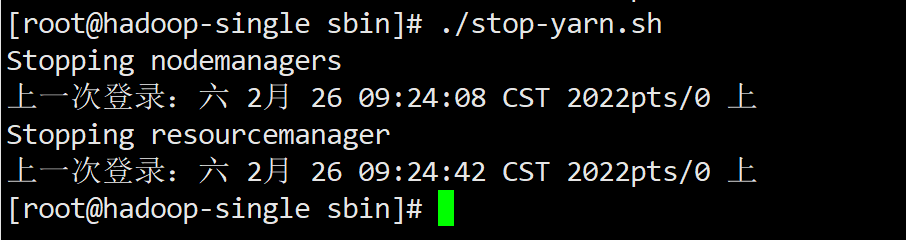 [root@hadoop-single sbin]# ./stop-yarn.sh
Stopping nodemanagers
上一次登录：六 2月 26 09:24:08 CST 2022pts/0 上
Stopping resourcemanager
上一次登录：六 2月 26 09:24:42 CST 2022pts/0 上
[root@hadoop-single sbin]#